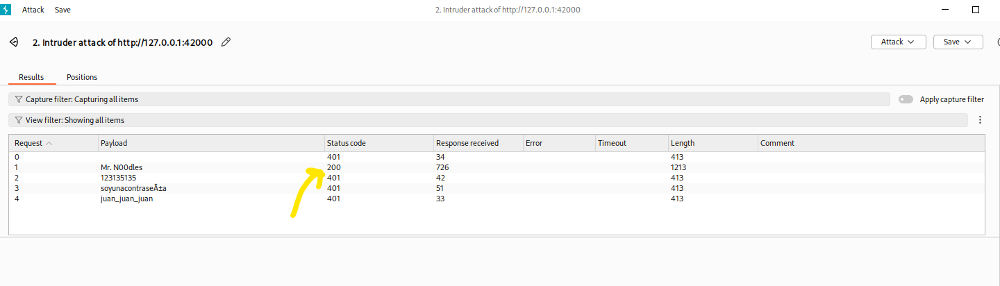 Attack Save 2. Intruder attack of http://127.0.0.1:42000
2. Intruder attack of http://127.0.0.1:42000 Attack Save
Results Positions
Capture filter: Capturing all items Apply capture filter
View filter: Showing all items
Request Payload Status code Response received Error Timeout Length Comment
0 401 34 413
1 Mr. N00dles 200 726 1213
2 123135135 401 42 413
3 soyunacontraseÃ±a 401 51 413
4 juan_juan_juan 401 33 413